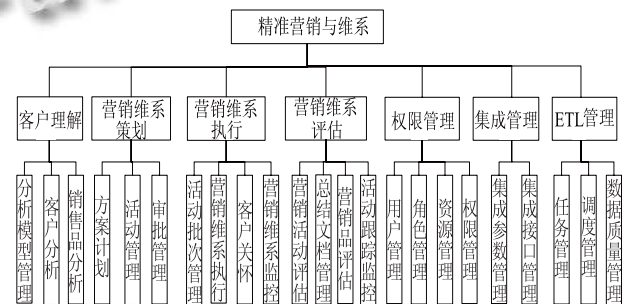 精准营销与维系
客户理解
营销维系
策划
营销维系
执行
营销维系
评估
权限管理
集成管理
ETL管理
分析模型管理
客户分析
销售品分析
方案计划
活动管理
审批管理
活动批次管理
营销维系执行
客户关怀
营销维系监控
营销活动评估
总结文档管理
营销品评估
活动跟踪监控
用户管理
角色管理
资源管理
权限管理
集成参数管理
集成接口管理
任务管理
调度管理
数据质量管理